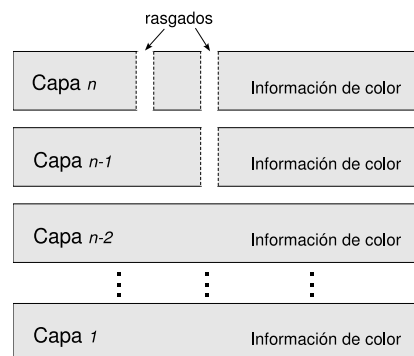 rasgados
Capa n Información de color
Capa n-1 Información de color
Capa n-2 Información de color
Capa 1 Información de color